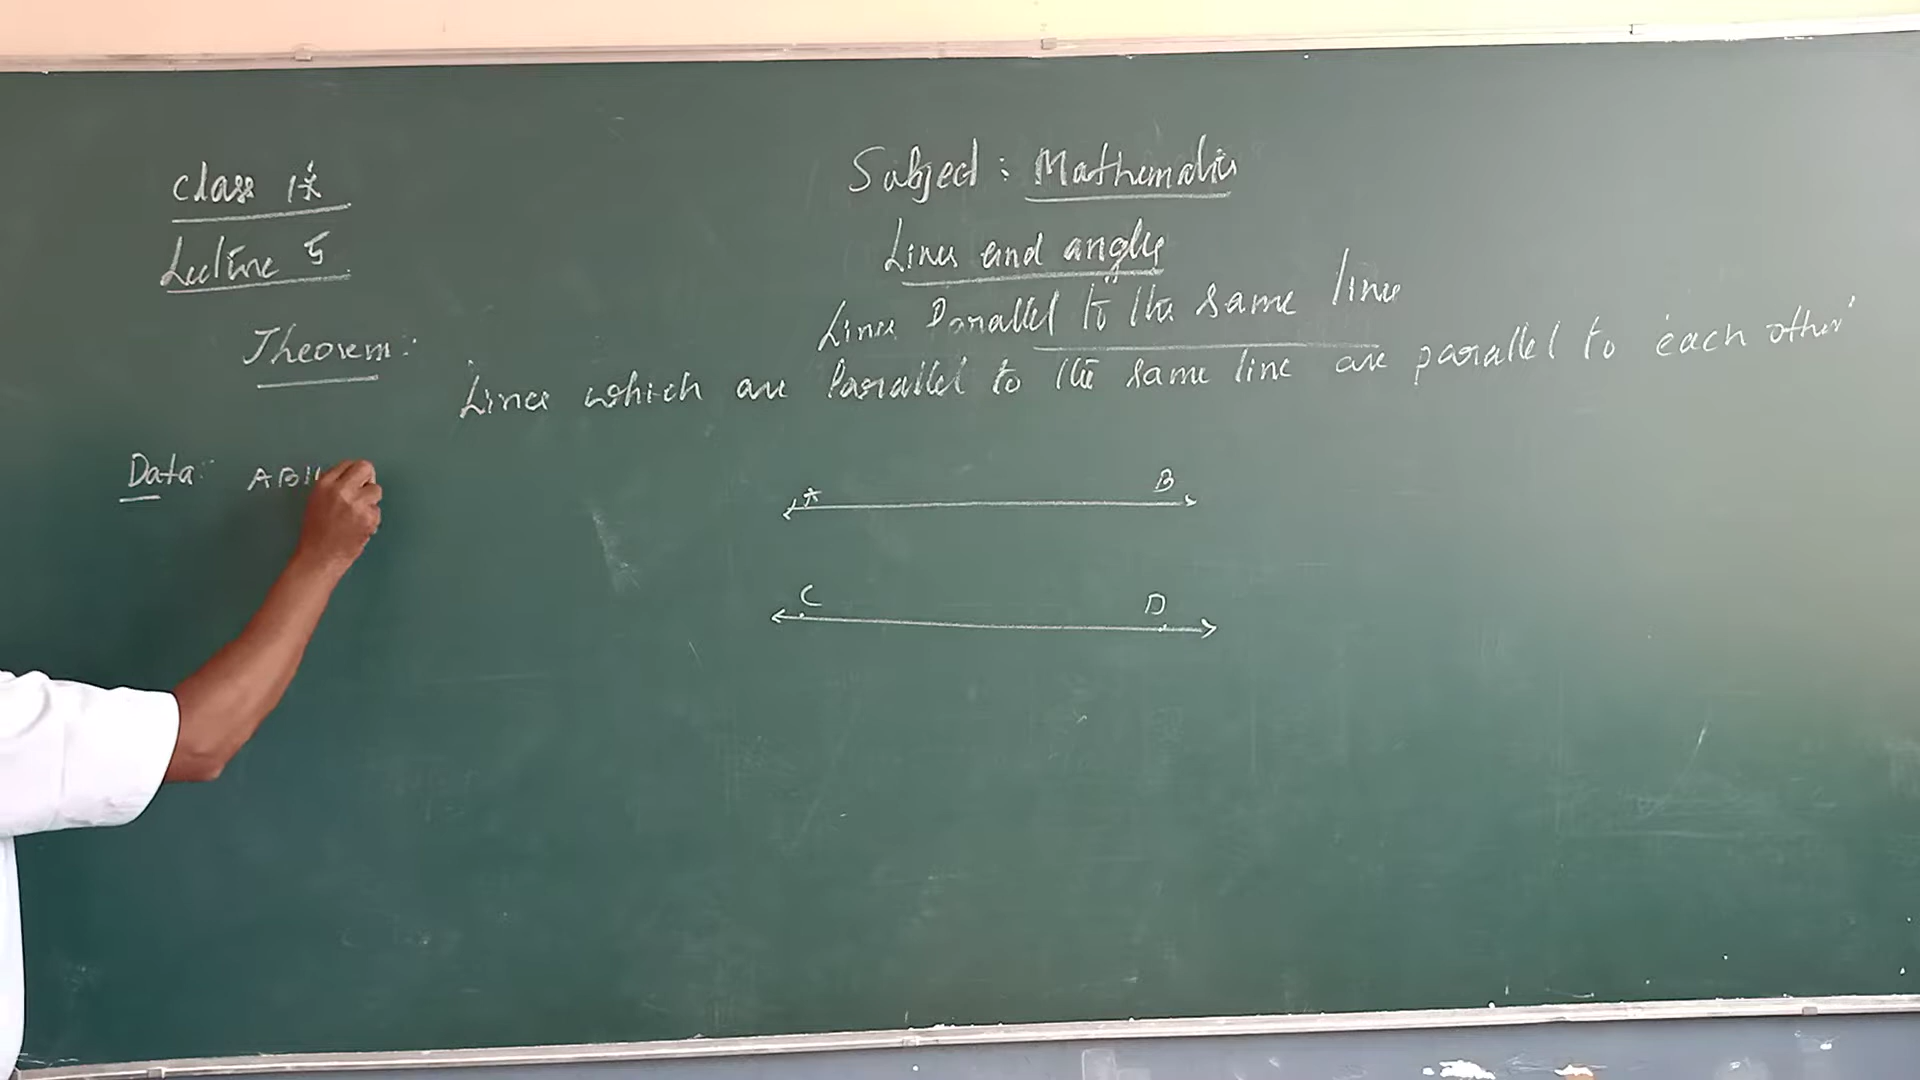 Class IX
Lecture 5
Subject : Mathematics
Lines and angles
Lines Parallel to the same line
Theorem:
Lines which are Parallel to the same line are parallel to each other.
Data: AB||
A B
C D